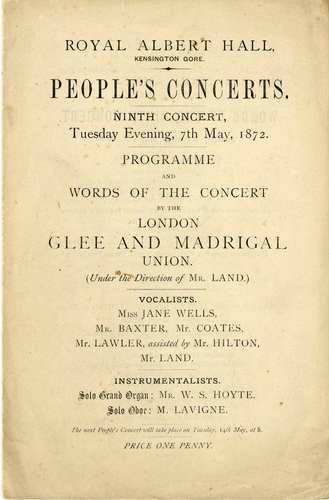 ROYAL ALBERT HALL,
KENSINGTON GORE.
PEOPLE'S CONCERTS.
NINTH CONCERT,
Tuesday Evening, 7th May, 1872.
PROGRAMME
AND
WORDS OF THE CONCERT
BY THE
LONDON
GLEE AND MADRIGAL
UNION.
(Under the Direction of MR. LAND.)
VOCALISTS.
MISS JANE WELLS,
MR. BAXTER, Mr. COATES,
Mr. LAWLER, assisted by Mr. HILTON,
Mr. LAND.
INSTRUMENTALISTS.
Solo Grand Organ: MR. W. S. HOYTE.
Solo Oboe: M. LAVIGNE.
The next People's Concert will take place on Tuesday, 14th May, at 8.
PRICE ONE PENNY.